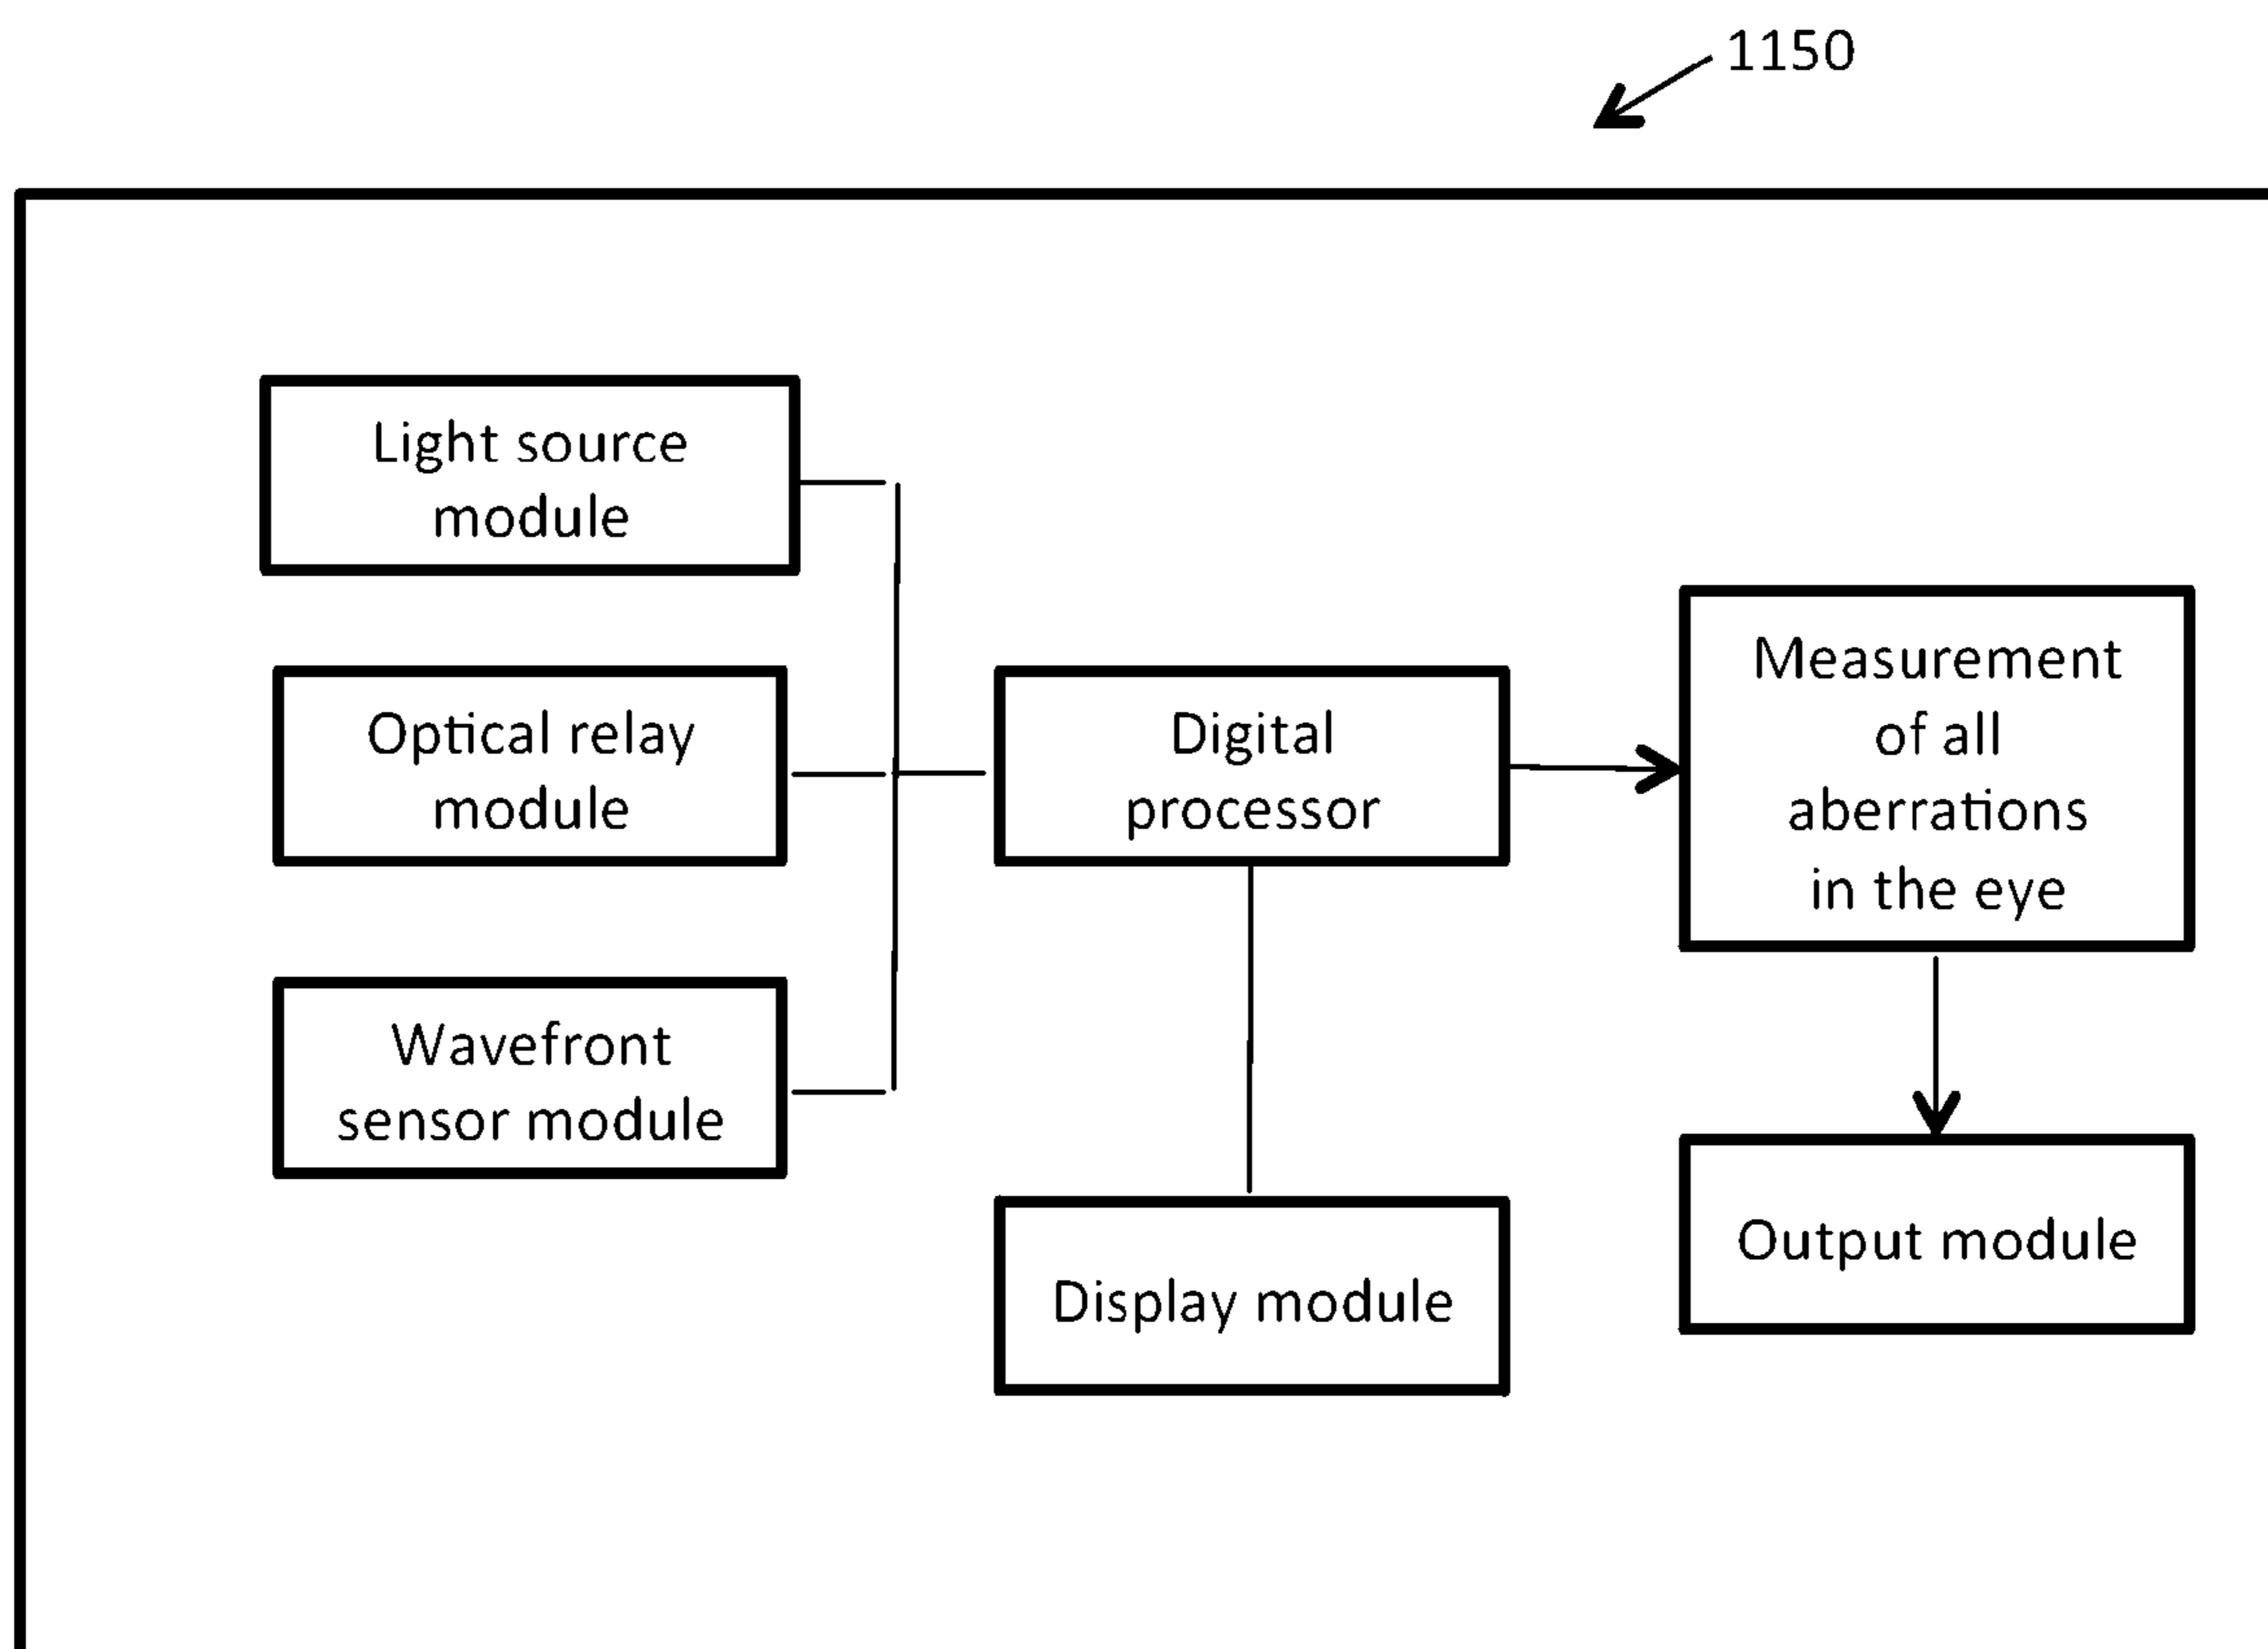 1150
Light source
module
Optical relay
module
Wavefront
sensor module
Digital
processor
Display module
Measurement
of all
aberrations
in the eye
Output module